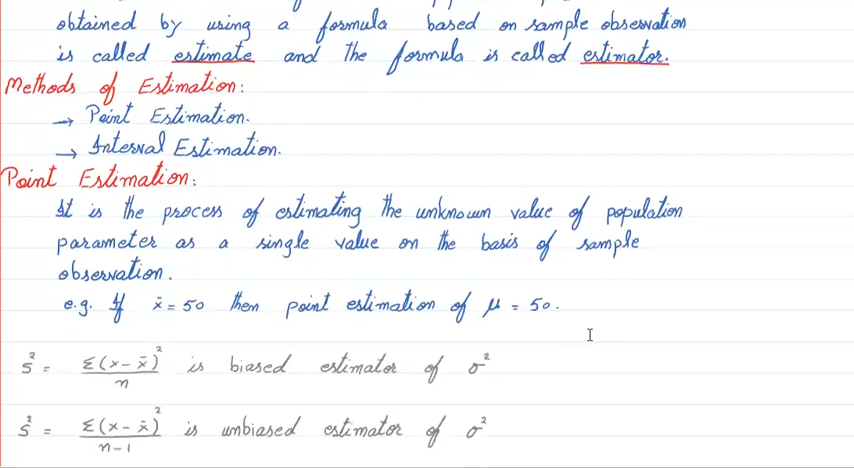 obtained by using a formula based on sample observation
is called estimate and the formula is called estimator.
Methods of Estimation:
→ Point Estimation.
→ Interval Estimation.
Point Estimation:
It is the process of estimating the unknown value of population
parameter as a single value on the basis of sample
observation.
e.g. If x̄ = 50 then point estimation of μ = 50.
s² = Σ(x - x̄)² / n is biased estimator of σ²
s² = Σ(x - x̄)² / n-1 is unbiased estimator of σ²